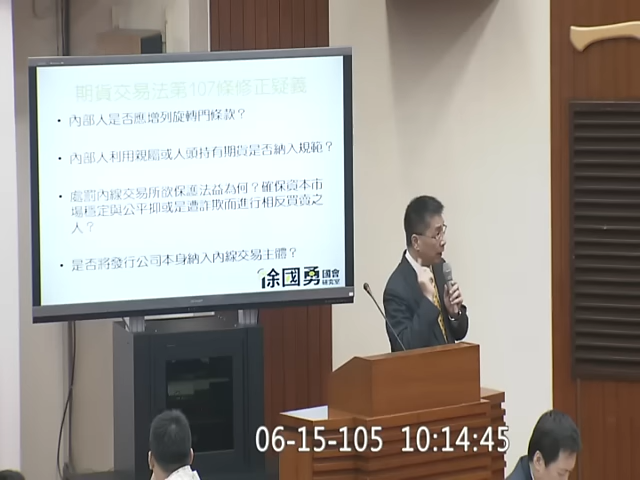 期貨交易法第107條修正疑義
• 內部人是否應增列旋轉門條款？
• 內部人利用親屬或人頭持有期貨是否納入規範？
• 處罰內線交易所欲保護法益為何？確保資本市
場穩定與公平抑或是遭詐欺而進行相反買賣之
人？
• 是否將發行公司本身納入內線交易主體？
徐國勇 國會
研究室
06-15-105 10:14:45